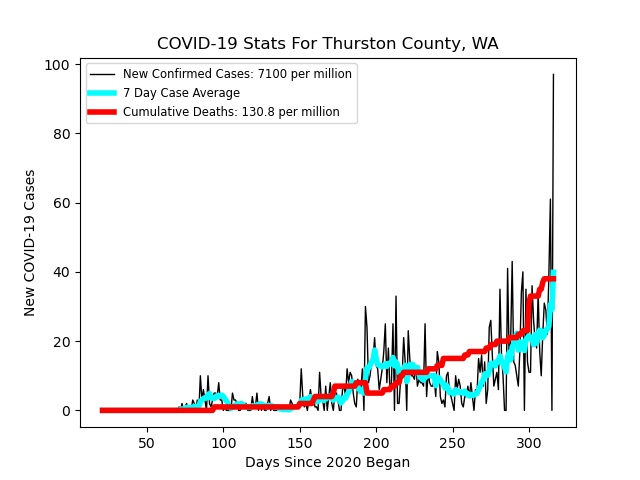 COVID-19 Stats For Thurston County, WA
New Confirmed Cases: 7100 per million
7 Day Case Average
Cumulative Deaths: 130.8 per million
New COVID-19 Cases
100
80
60
40
20
0
50 100 150 200 250 300
Days Since 2020 Began